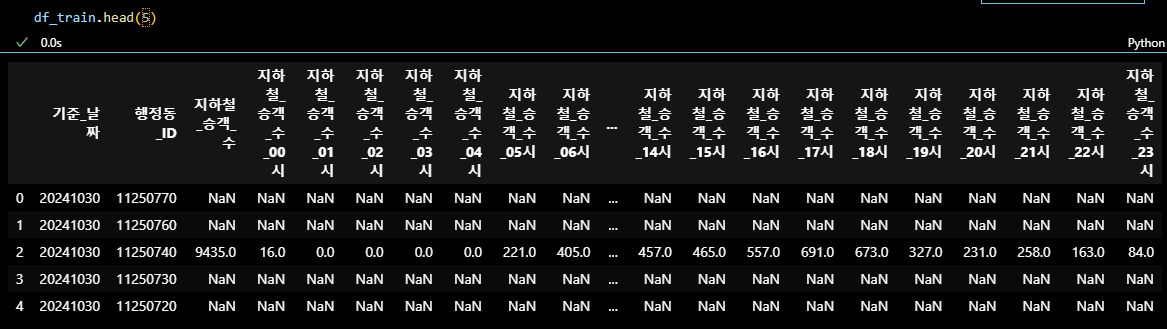 df_train.head(5)
✓ 0.0s Python
기준_날짜 행정동_ID 지하철_승객_수 지하철_승객_수_00시 지하철_승객_수_01시 지하철_승객_수_02시 지하철_승객_수_03시 지하철_승객_수_04시 지하철_승객_수_05시 지하철_승객_수_06시 ... 지하철_승객_수_14시 지하철_승객_수_15시 지하철_승객_수_16시 지하철_승객_수_17시 지하철_승객_수_18시 지하철_승객_수_19시 지하철_승객_수_20시 지하철_승객_수_21시 지하철_승객_수_22시 지하철_승객_수_23시
0 20241030 11250770 NaN NaN NaN NaN NaN NaN NaN NaN ... NaN NaN NaN NaN NaN NaN NaN NaN NaN NaN
1 20241030 11250760 NaN NaN NaN NaN NaN NaN NaN NaN ... NaN NaN NaN NaN NaN NaN NaN NaN NaN NaN
2 20241030 11250740 9435.0 16.0 0.0 0.0 0.0 0.0 221.0 405.0 ... 457.0 465.0 557.0 691.0 673.0 327.0 231.0 258.0 163.0 84.0
3 20241030 11250730 NaN NaN NaN NaN NaN NaN NaN NaN ... NaN NaN NaN NaN NaN NaN NaN NaN NaN NaN
4 20241030 11250720 NaN NaN NaN NaN NaN NaN NaN NaN ... NaN NaN NaN NaN NaN NaN NaN NaN NaN NaN